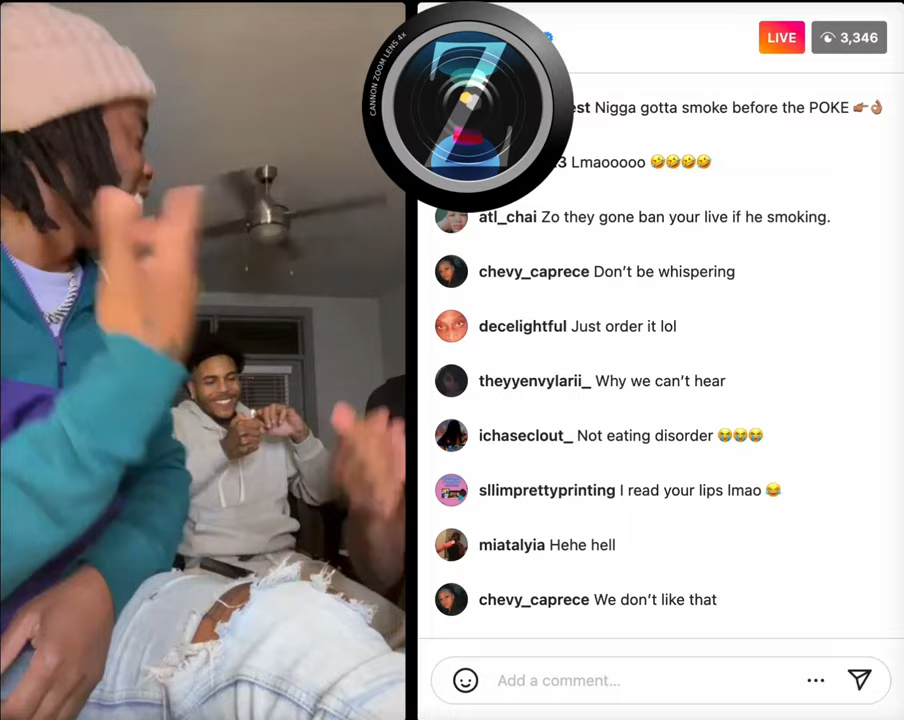 CANNON ZOOM LENS 4x
Z
LIVE 3,346
est Nigga gotta smoke before the POKE 👉🏽👌🏽
3 Lmaooooo 🤣🤣🤣🤣
atl_chai Zo they gone ban your live if he smoking.
chevy_caprece Don’t be whispering
decelightful Just order it lol
theyyenvylarii_ Why we can’t hear
ichaseclout_ Not eating disorder 😭😭😭
sllimprettyprinting I read your lips lmao 😂
miatalyia Hehe hell
chevy_caprece We don’t like that
Add a comment...